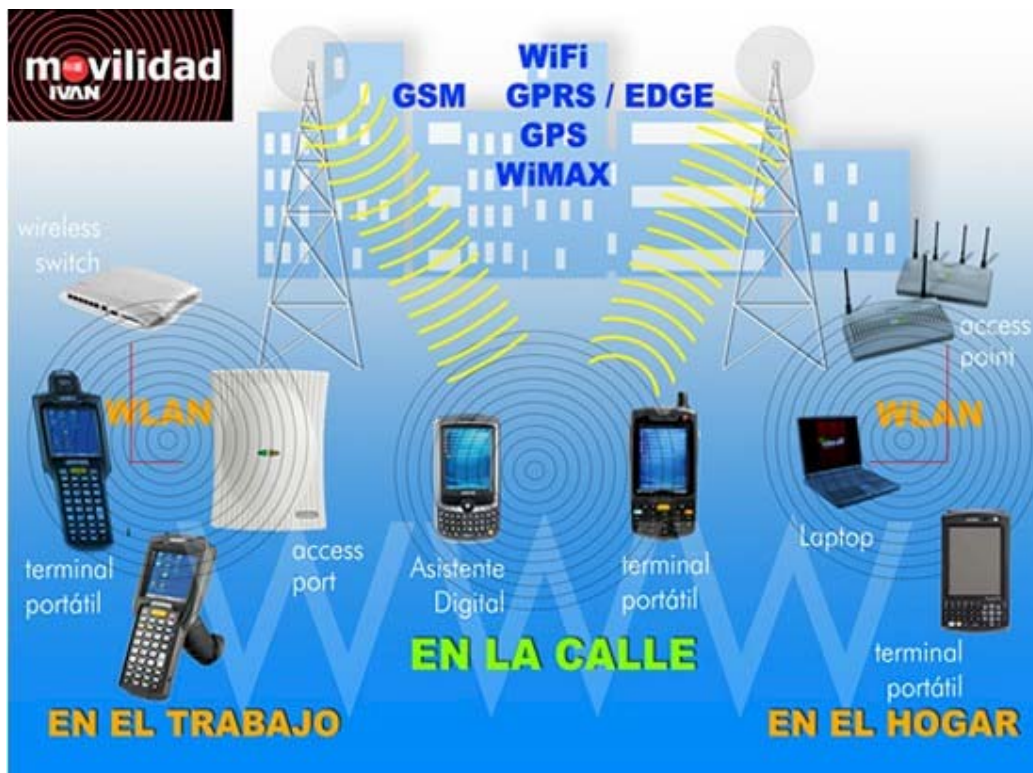 movilidad
IVAN
WiFi
GSM GPRS / EDGE
GPS
WiMAX
wireless
switch
access
point
WLAN
WLAN
terminal
portátil
access
port
Asistente
Digital
terminal
portátil
Laptop
terminal
portátil
WWW
EN LA CALLE
EN EL TRABAJO
EN EL HOGAR